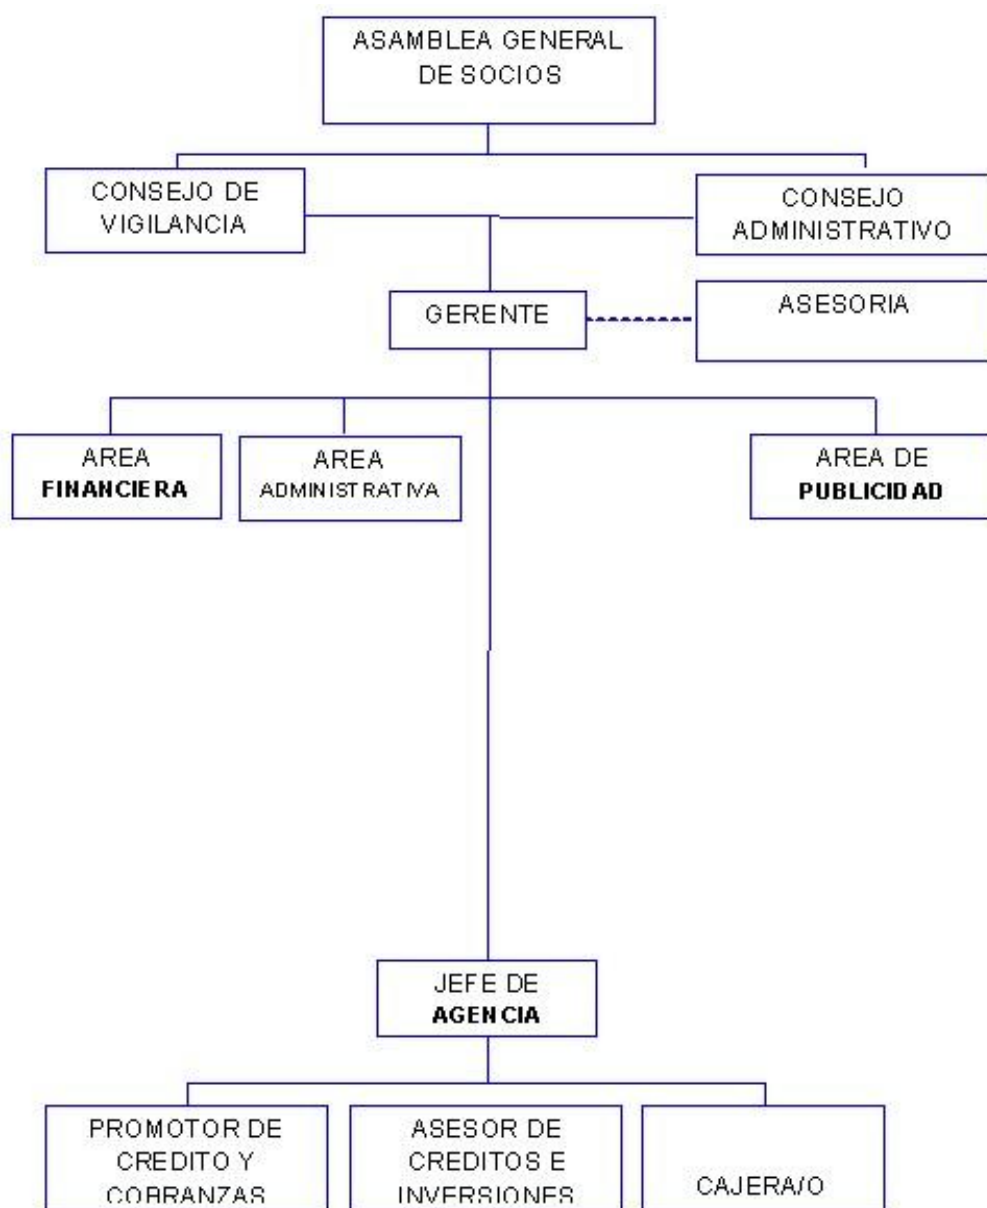 ASAMBLEA GENERAL
DE SOCIOS
CONSEJO DE
VIGILANCIA
CONSEJO
ADMINISTRATIVO
GERENTE
ASESORIA
AREA
FINANCIERA
AREA
ADMINISTRATIVA
AREA DE
PUBLICIDAD
JEFE DE
AGENCIA
PROMOTOR DE
CREDITO Y
COBRANZAS
ASESOR DE
CREDITOS E
INVERSIONES
CAJERA/O